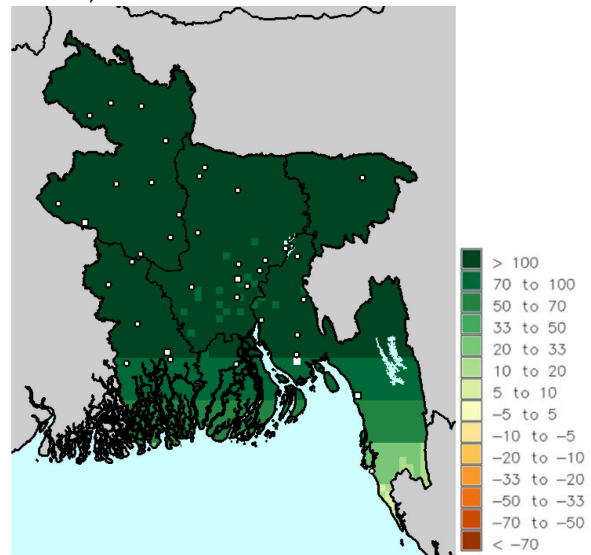 > 100
70 to 100
50 to 70
33 to 50
20 to 33
10 to 20
5 to 10
−5 to 5
−10 to −5
−20 to −10
−33 to −20
−50 to −33
−70 to −50
< −70